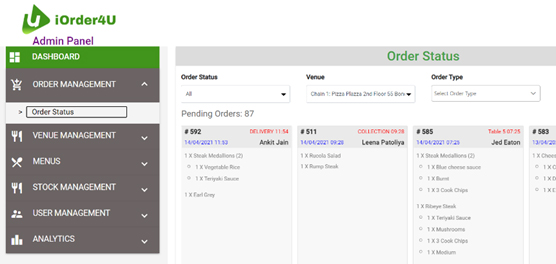 iOrder4U
Admin Panel
DASHBOARD
ORDER MANAGEMENT
> Order Status
VENUE MANAGEMENT
MENUS
STOCK MANAGEMENT
USER MANAGEMENT
ANALYTICS
Order Status
Order Status Venue Order Type
All Chain 1: Pizza Plazza 2nd Floor 55 Select Order Type
Pending Orders: 87
# 592 DELIVERY 11:54
14/04/2021 11:53 Ankit Jain
1 X Steak Medallions (2)
1 X Vegetable Rice
1 X Teriyaki Sauce
1 X Earl Grey
# 511 COLLECTION 09:28
14/04/2021 09:28 Leena Patoliya
1 X Rucola Salad
1 X Rump Steak
# 585 Table 5 07:25
14/04/2021 07:25 Jed Eaton
1 X Steak Medallions (2)
1 X Blue cheese sauce
1 X Burnt
1 X 3 Cook Chips
1 X Ribeye Steak
1 X Teriyaki Sauce
1 X Mushrooms
1 X 3 Cook Chips
1 X Medium
# 583
1 X